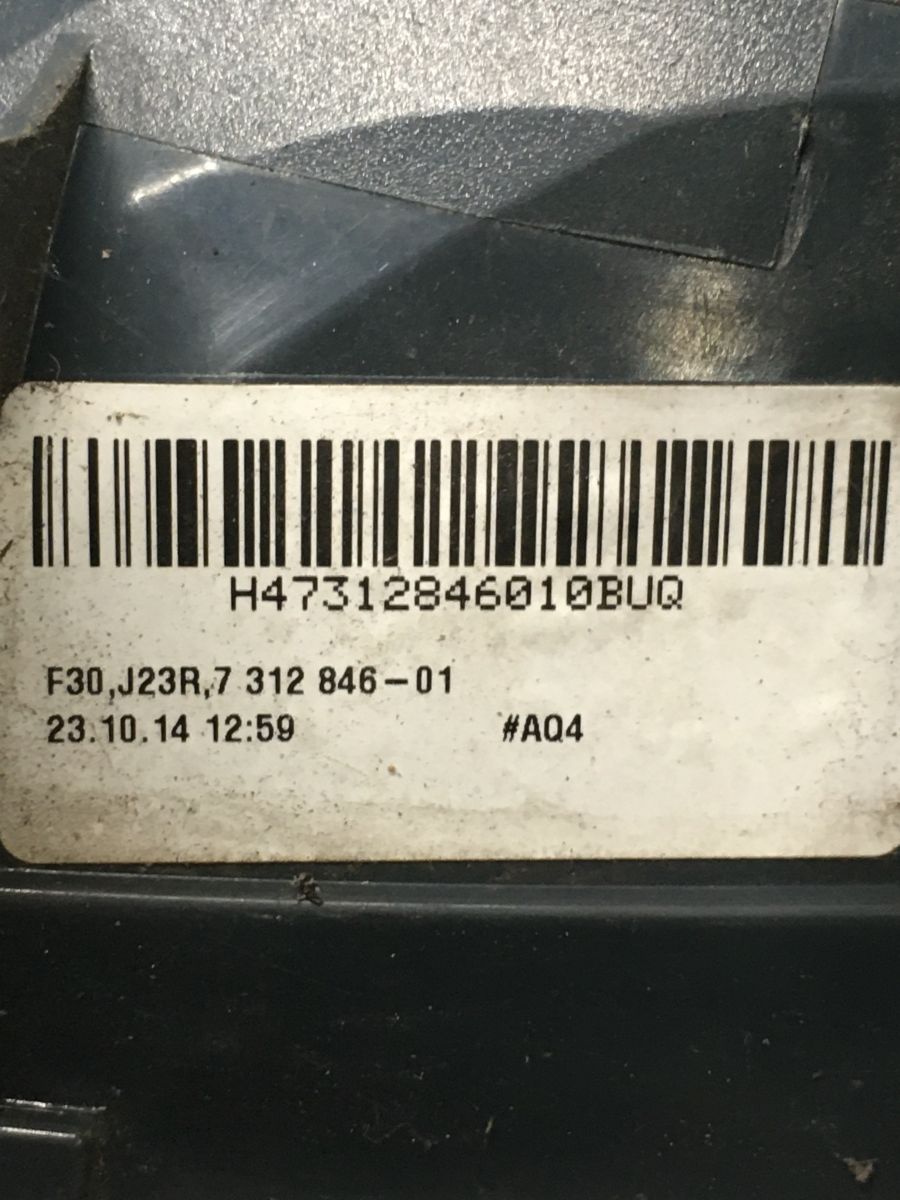 H47312846010BUQ
F30,J23R,7 312 846-01
23.10.14 12:59 #AQ4